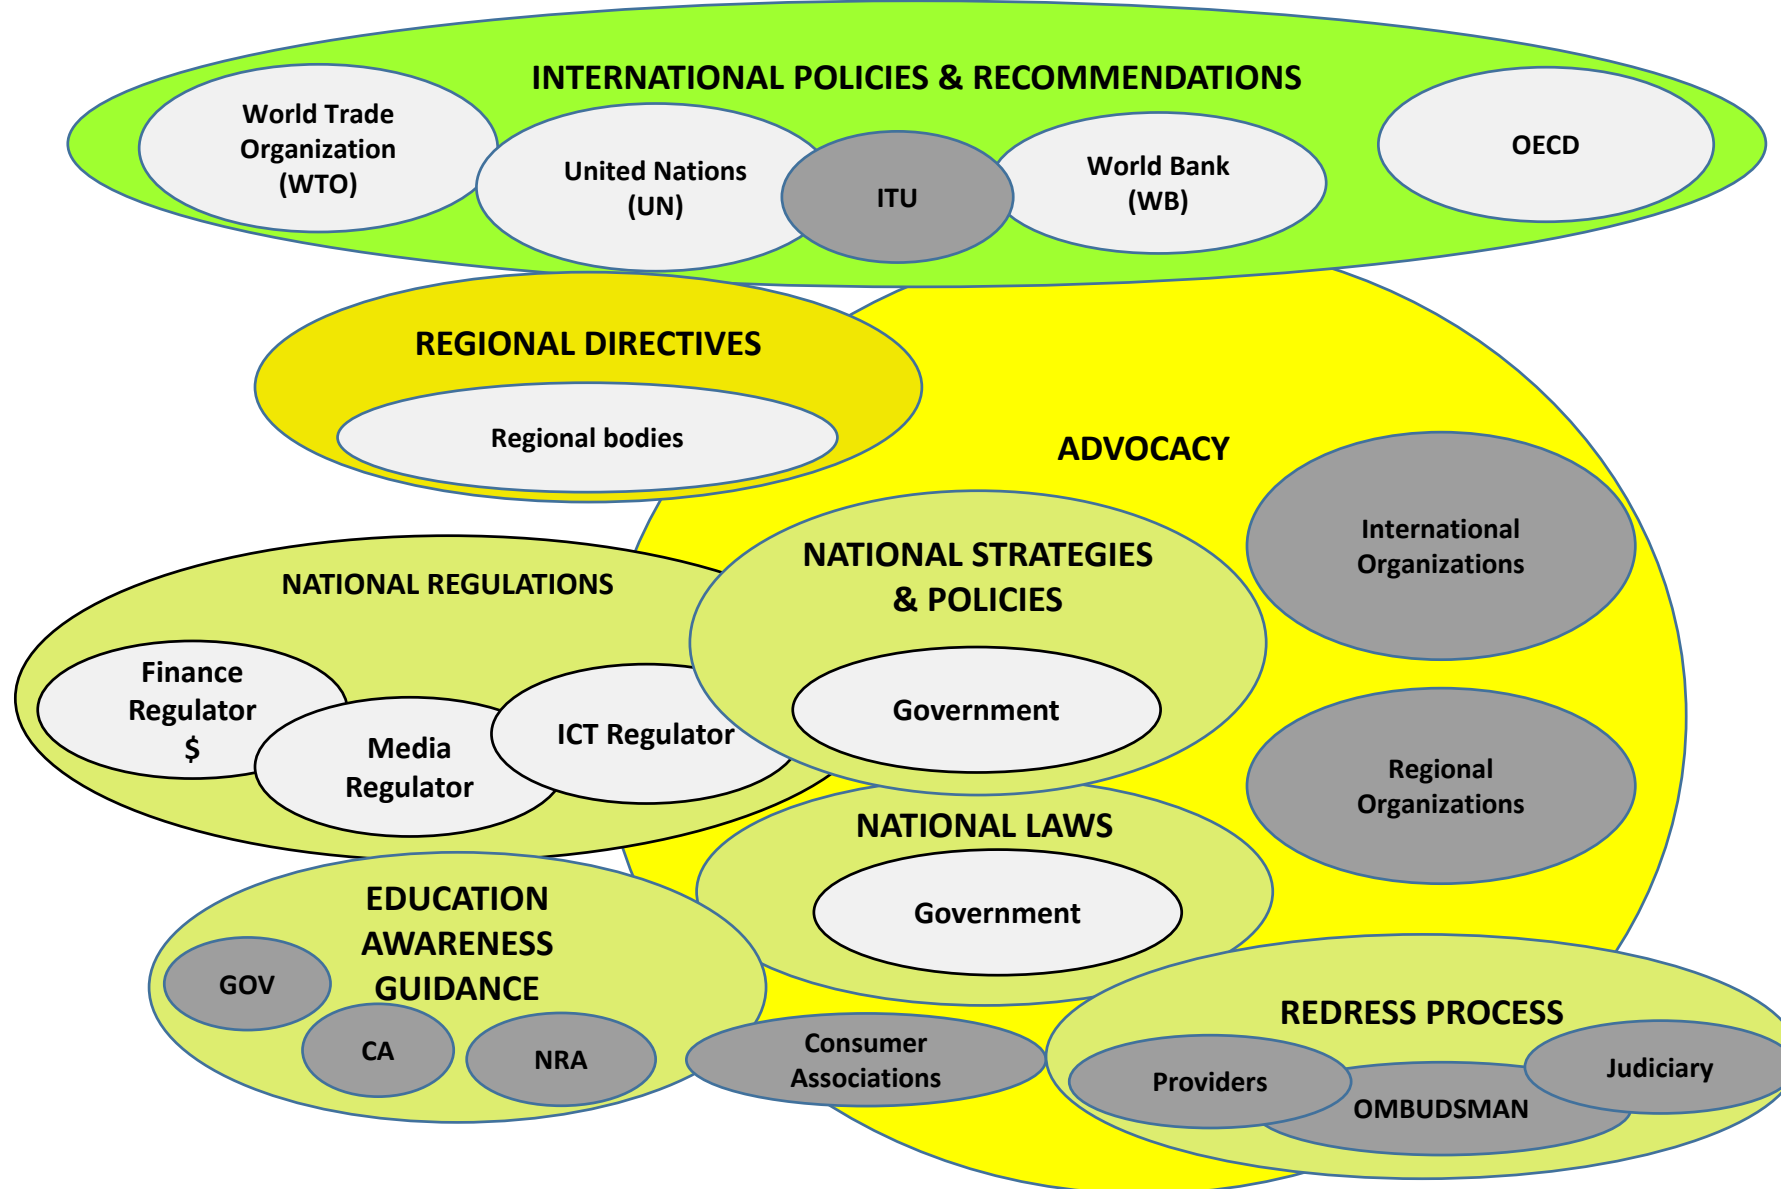 INTERNATIONAL POLICIES & RECOMMENDATIONS
World Trade
Organization
(WTO)
United Nations
(UN)
ITU
World Bank
(WB)
OECD
REGIONAL DIRECTIVES
Regional bodies
ADVOCACY
International
Organizations
Regional
Organizations
NATIONAL STRATEGIES
& POLICIES
Government
NATIONAL REGULATIONS
Finance
Regulator
$
Media
Regulator
ICT Regulator
NATIONAL LAWS
Government
EDUCATION
AWARENESS
GUIDANCE
GOV
CA
NRA
Consumer
Associations
REDRESS PROCESS
Providers
OMBUDSMAN
Judiciary